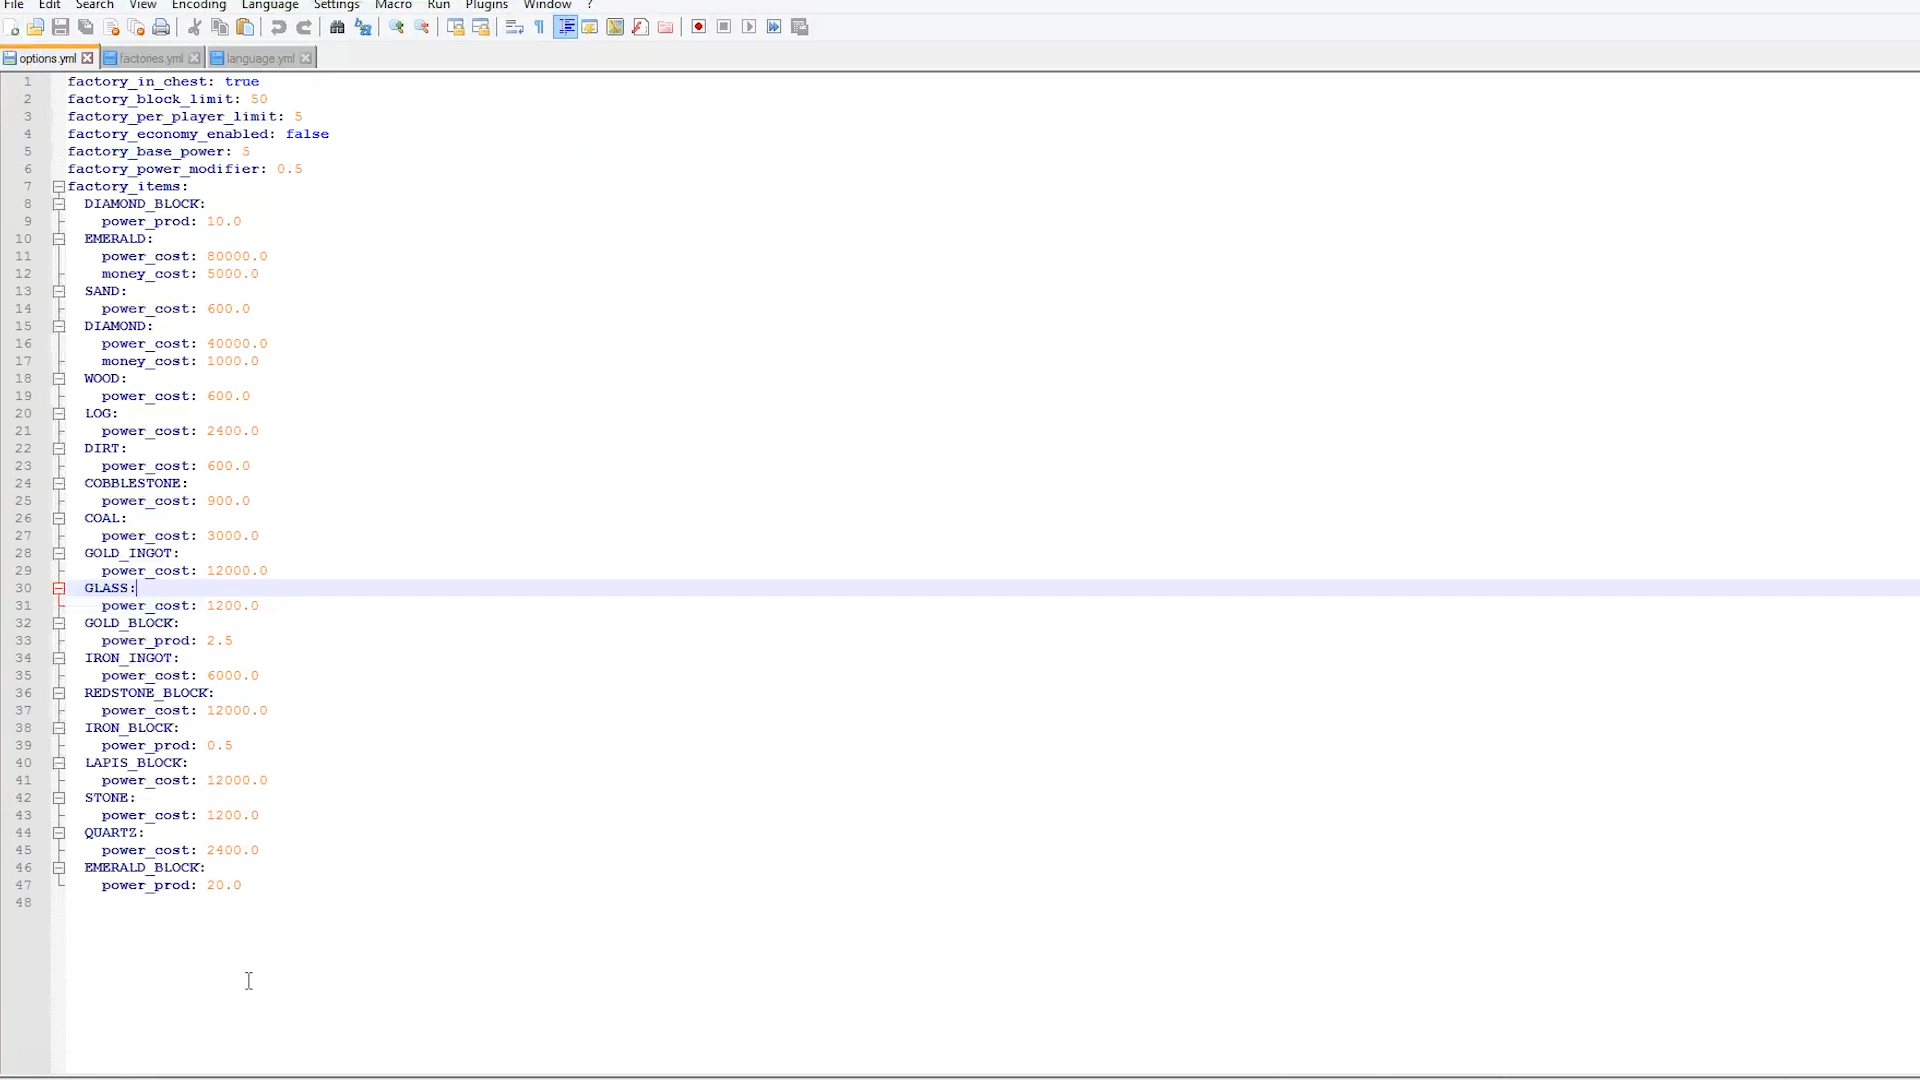 File Edit Search View Encoding Language Settings Macro Run Plugins Window ?
options.yml factories.yml language.yml
1 factory_in_chest: true
2 factory_block_limit: 50
3 factory_per_player_limit: 5
4 factory_economy_enabled: false
5 factory_base_power: 5
6 factory_power_modifier: 0.5
7 factory_items:
8 DIAMOND_BLOCK:
9 power_prod: 10.0
10 EMERALD:
11 power_cost: 80000.0
12 money_cost: 5000.0
13 SAND:
14 power_cost: 600.0
15 DIAMOND:
16 power_cost: 40000.0
17 money_cost: 1000.0
18 WOOD:
19 power_cost: 600.0
20 LOG:
21 power_cost: 2400.0
22 DIRT:
23 power_cost: 600.0
24 COBBLESTONE:
25 power_cost: 900.0
26 COAL:
27 power_cost: 3000.0
28 GOLD_INGOT:
29 power_cost: 12000.0
30 GLASS:
31 power_cost: 1200.0
32 GOLD_BLOCK:
33 power_prod: 2.5
34 IRON_INGOT:
35 power_cost: 6000.0
36 REDSTONE_BLOCK:
37 power_cost: 12000.0
38 IRON_BLOCK:
39 power_prod: 0.5
40 LAPIS_BLOCK:
41 power_cost: 12000.0
42 STONE:
43 power_cost: 1200.0
44 QUARTZ:
45 power_cost: 2400.0
46 EMERALD_BLOCK:
47 power_prod: 20.0
48